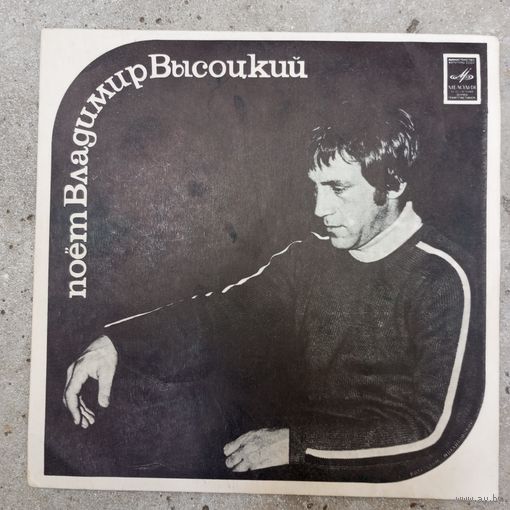 поёт Владимир Высоцкий
МЕЛОДИЯ